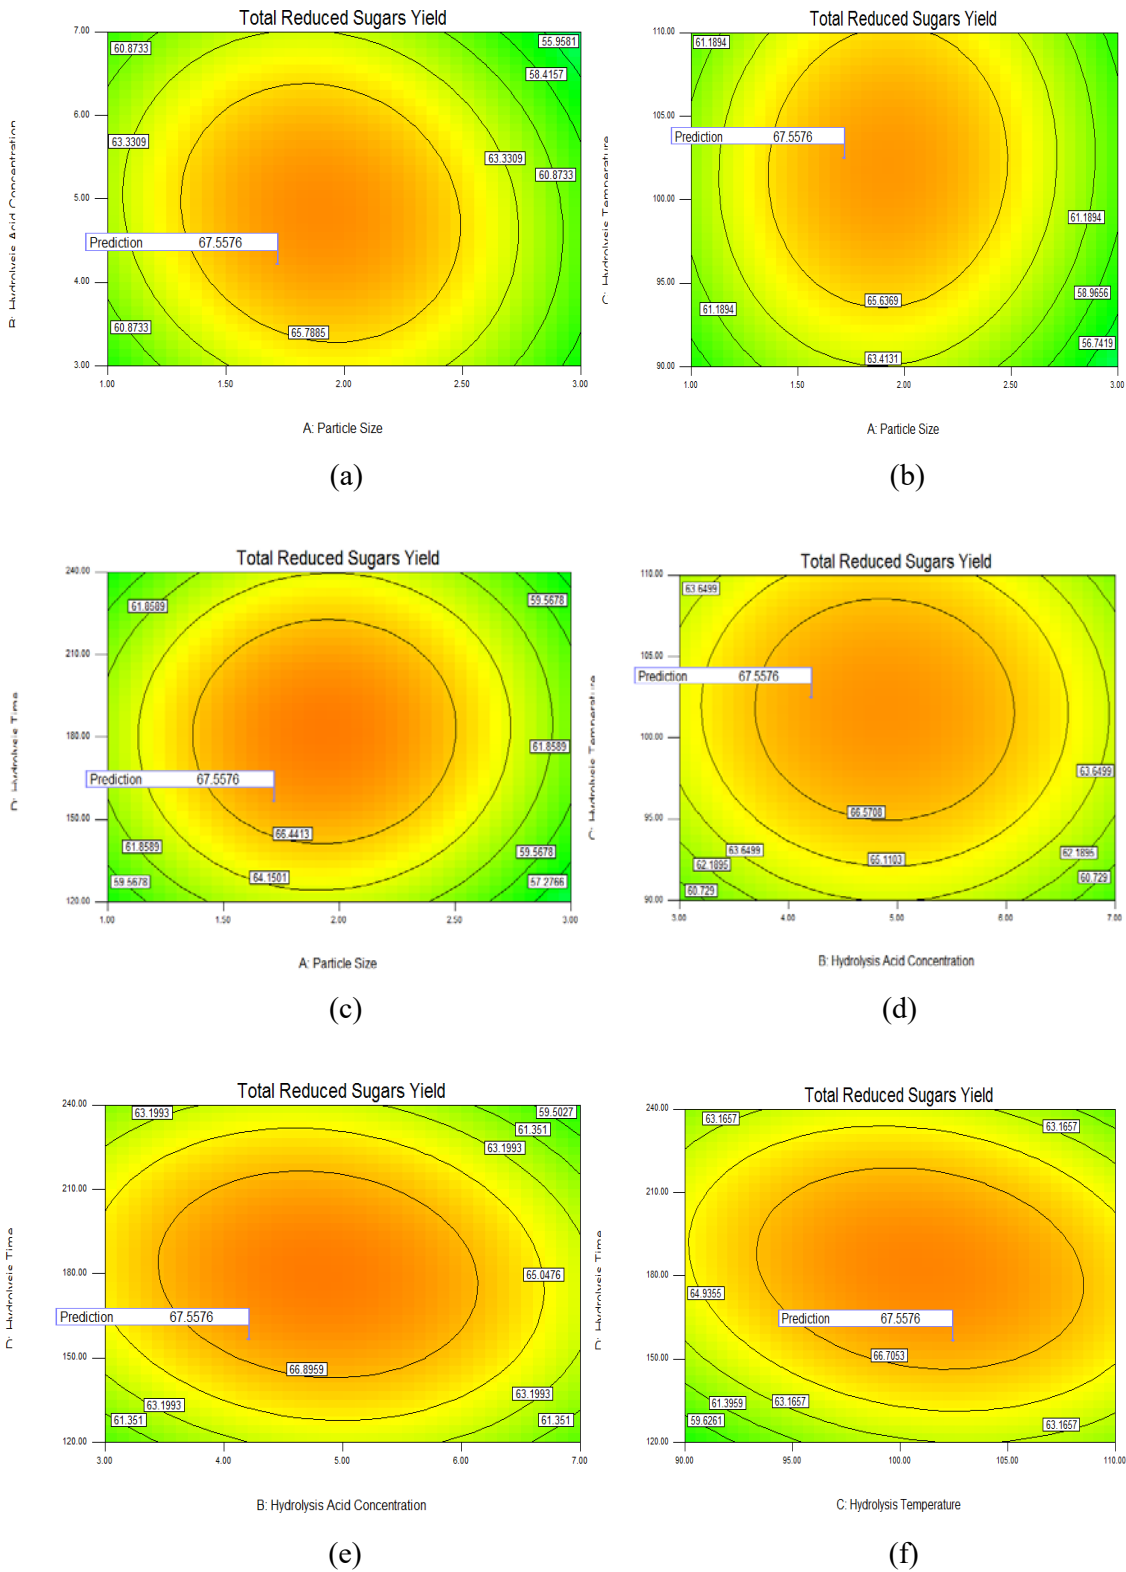 Total Reduced Sugars Yield
7.00
6.00
5.00
4.00
3.00
B: Hydrolysis Acid Concentration
60.8733
55.9581
58.4157
63.3309
63.3309
60.8733
Prediction 67.5576
60.8733
65.7885
1.00 1.50 2.00 2.50 3.00
A: Particle Size
(a)
Total Reduced Sugars Yield
110.00
105.00
100.00
95.00
90.00
C: Hydrolysis Temperature
61.1894
Prediction 67.5576
61.1894
58.9656
61.1894
65.6369
56.7419
63.4131
1.00 1.50 2.00 2.50 3.00
A: Particle Size
(b)
Total Reduced Sugars Yield
240.00
210.00
180.00
150.00
120.00
D: Hydrolysis Time
61.8589
59.5678
61.8589
Prediction 67.5576
66.4413
61.8589
59.5678
64.1501
59.5678
57.2766
1.00 1.50 2.00 2.50 3.00
A: Particle Size
(c)
Total Reduced Sugars Yield
110.00
105.00
100.00
95.00
90.00
C: Hydrolysis Temperature
63.6499
Prediction 67.5576
63.6499
66.5708
63.6499
65.1103
62.1895
62.1895
60.729
60.729
3.00 4.00 5.00 6.00 7.00
B: Hydrolysis Acid Concentration
(d)
Total Reduced Sugars Yield
240.00
210.00
180.00
150.00
120.00
D: Hydrolysis Time
63.1993
59.5027
61.351
63.1993
65.0476
Prediction 67.5576
66.8959
63.1993
63.1993
61.351
61.351
3.00 4.00 5.00 6.00 7.00
B: Hydrolysis Acid Concentration
(e)
Total Reduced Sugars Yield
240.00
210.00
180.00
150.00
120.00
D: Hydrolysis Time
63.1657
63.1657
64.9355
Prediction 67.5576
66.7053
61.3959
63.1657
59.6261
63.1657
90.00 95.00 100.00 105.00 110.00
C: Hydrolysis Temperature
(f)